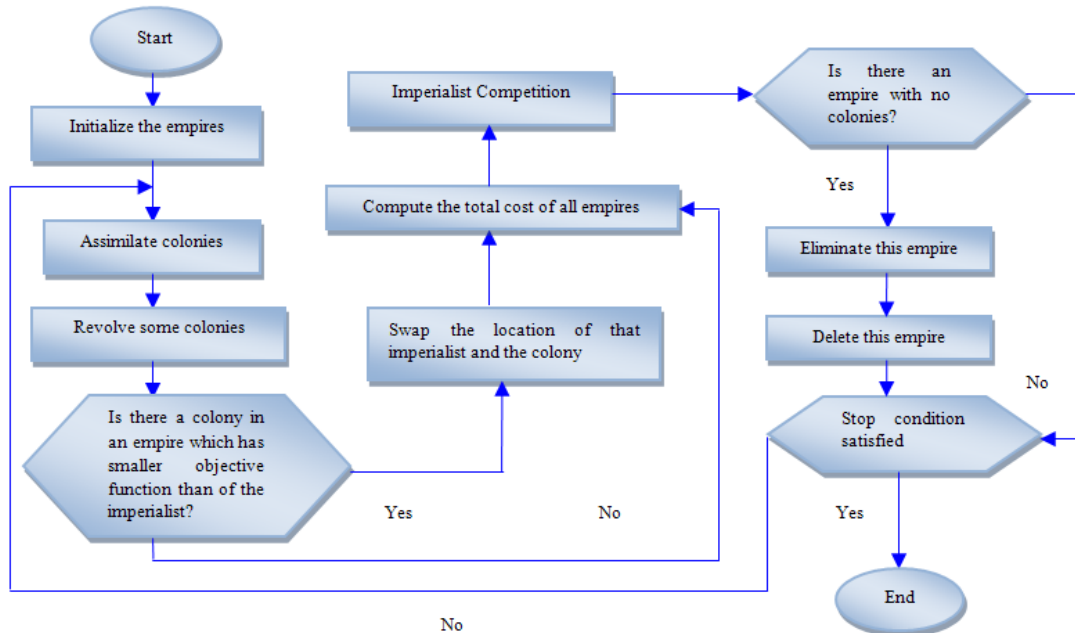 Start
Initialize the empires
Assimilate colonies
Revolve some colonies
Is there a colony in
an empire which has
smaller objective
function than of the
imperialist?
Yes
No
Swap the location of that
imperialist and the colony
Compute the total cost of all empires
Imperialist Competition
Is there an
empire with no
colonies?
Yes
Eliminate this empire
Delete this empire
No
Stop condition
satisfied
Yes
End
No